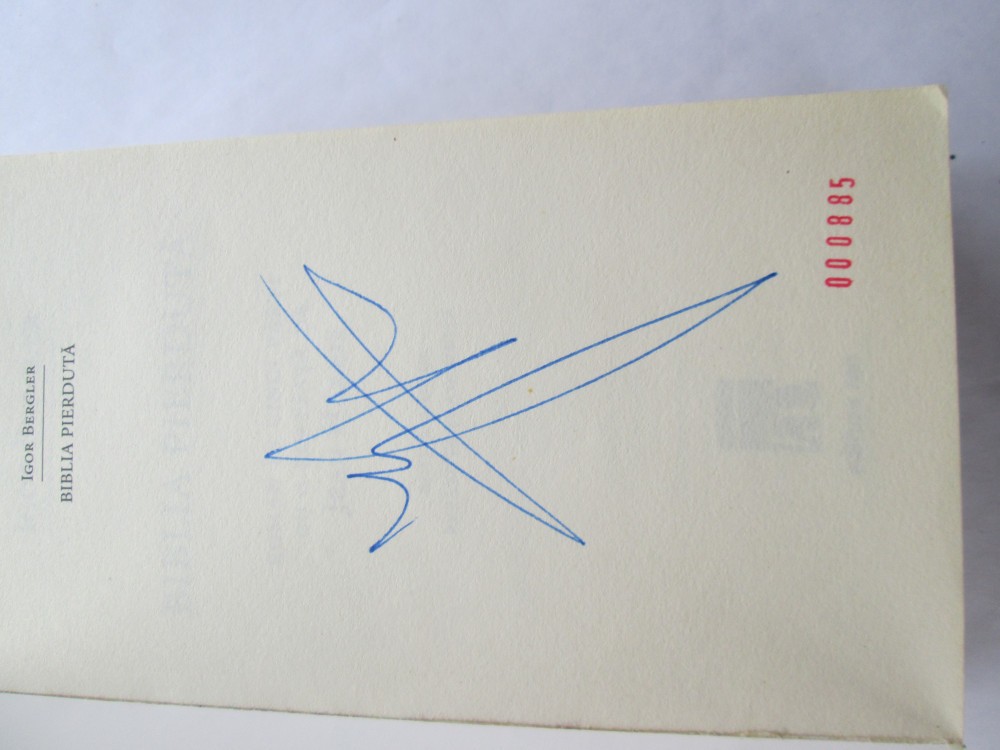 IGOR BERGLER
BIBLIA PIERDUTĂ
000885